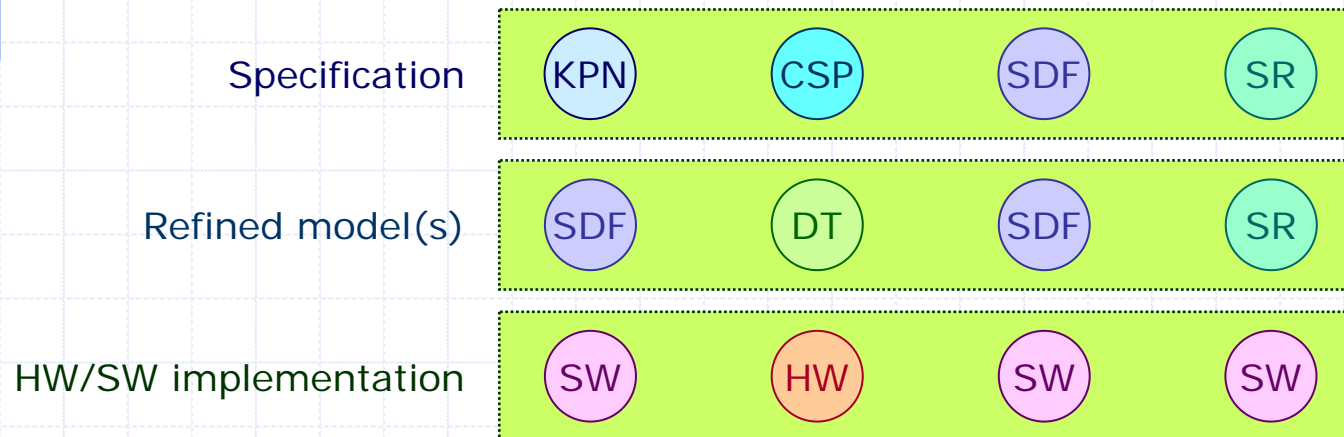 Specification KPN CSP SDF SR
Refined model(s) SDF DT SDF SR
HW/SW implementation SW HW SW SW